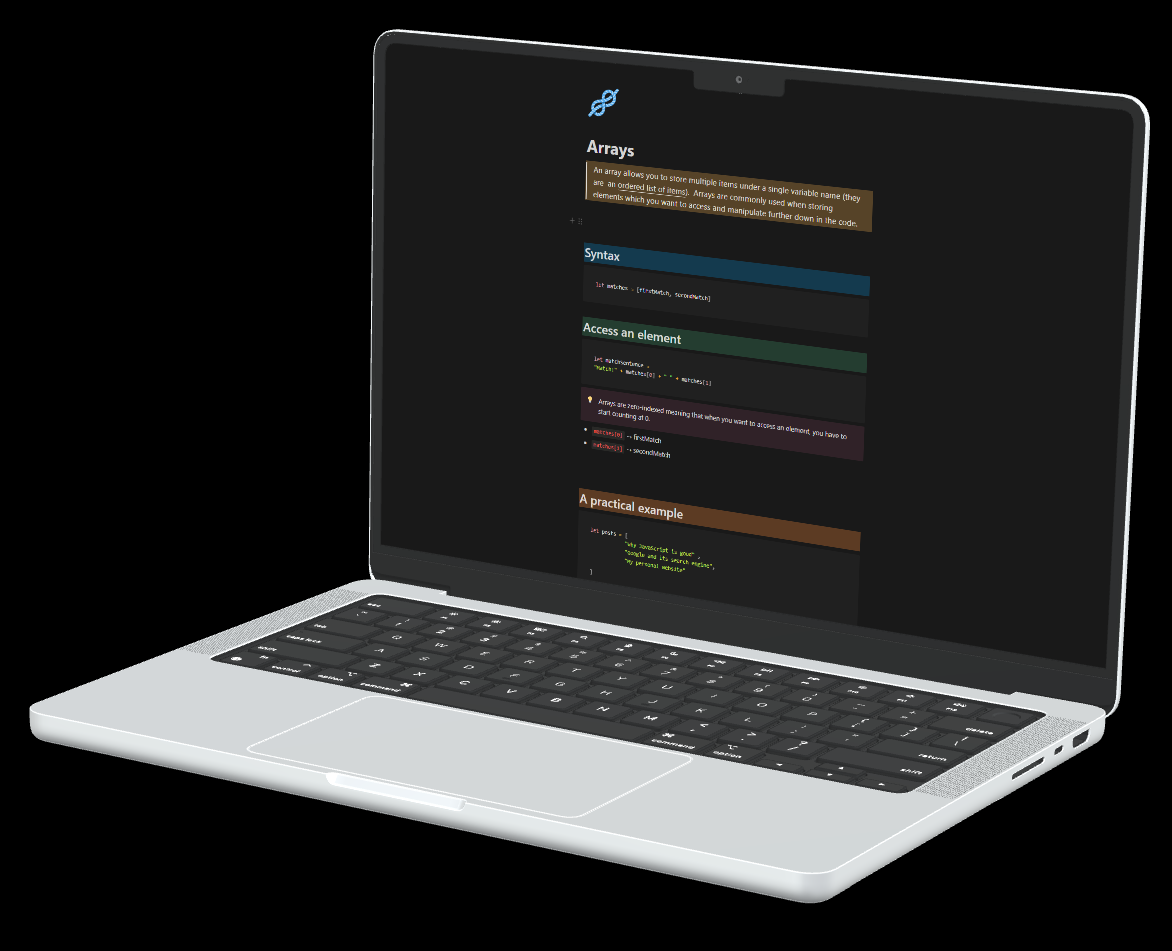 Arrays
An array allows you to store multiple items under a single variable name (they
are an ordered list of items). Arrays are commonly used when storing
elements which you want to access and manipulate further down in the code.
Syntax
let matches = [firstMatch, secondMatch]
Access an element
let matchSentence =
"Match:" + matches[0] + "-" + matches[1]
Arrays are zero-indexed meaning that when you want to access an element, you have to
start counting at 0.
matches[0] → firstMatch
matches[1] → secondMatch
A practical example
let posts = [
"Why JavaScript is good" ,
"Google and its search engine",
"My personal website"
]
esc
tab
Q W E R T Y U I O P
delete
caps lock
A S D F G H J K L
return
shift
Z X C V B N M
shift
fn control option command
command option